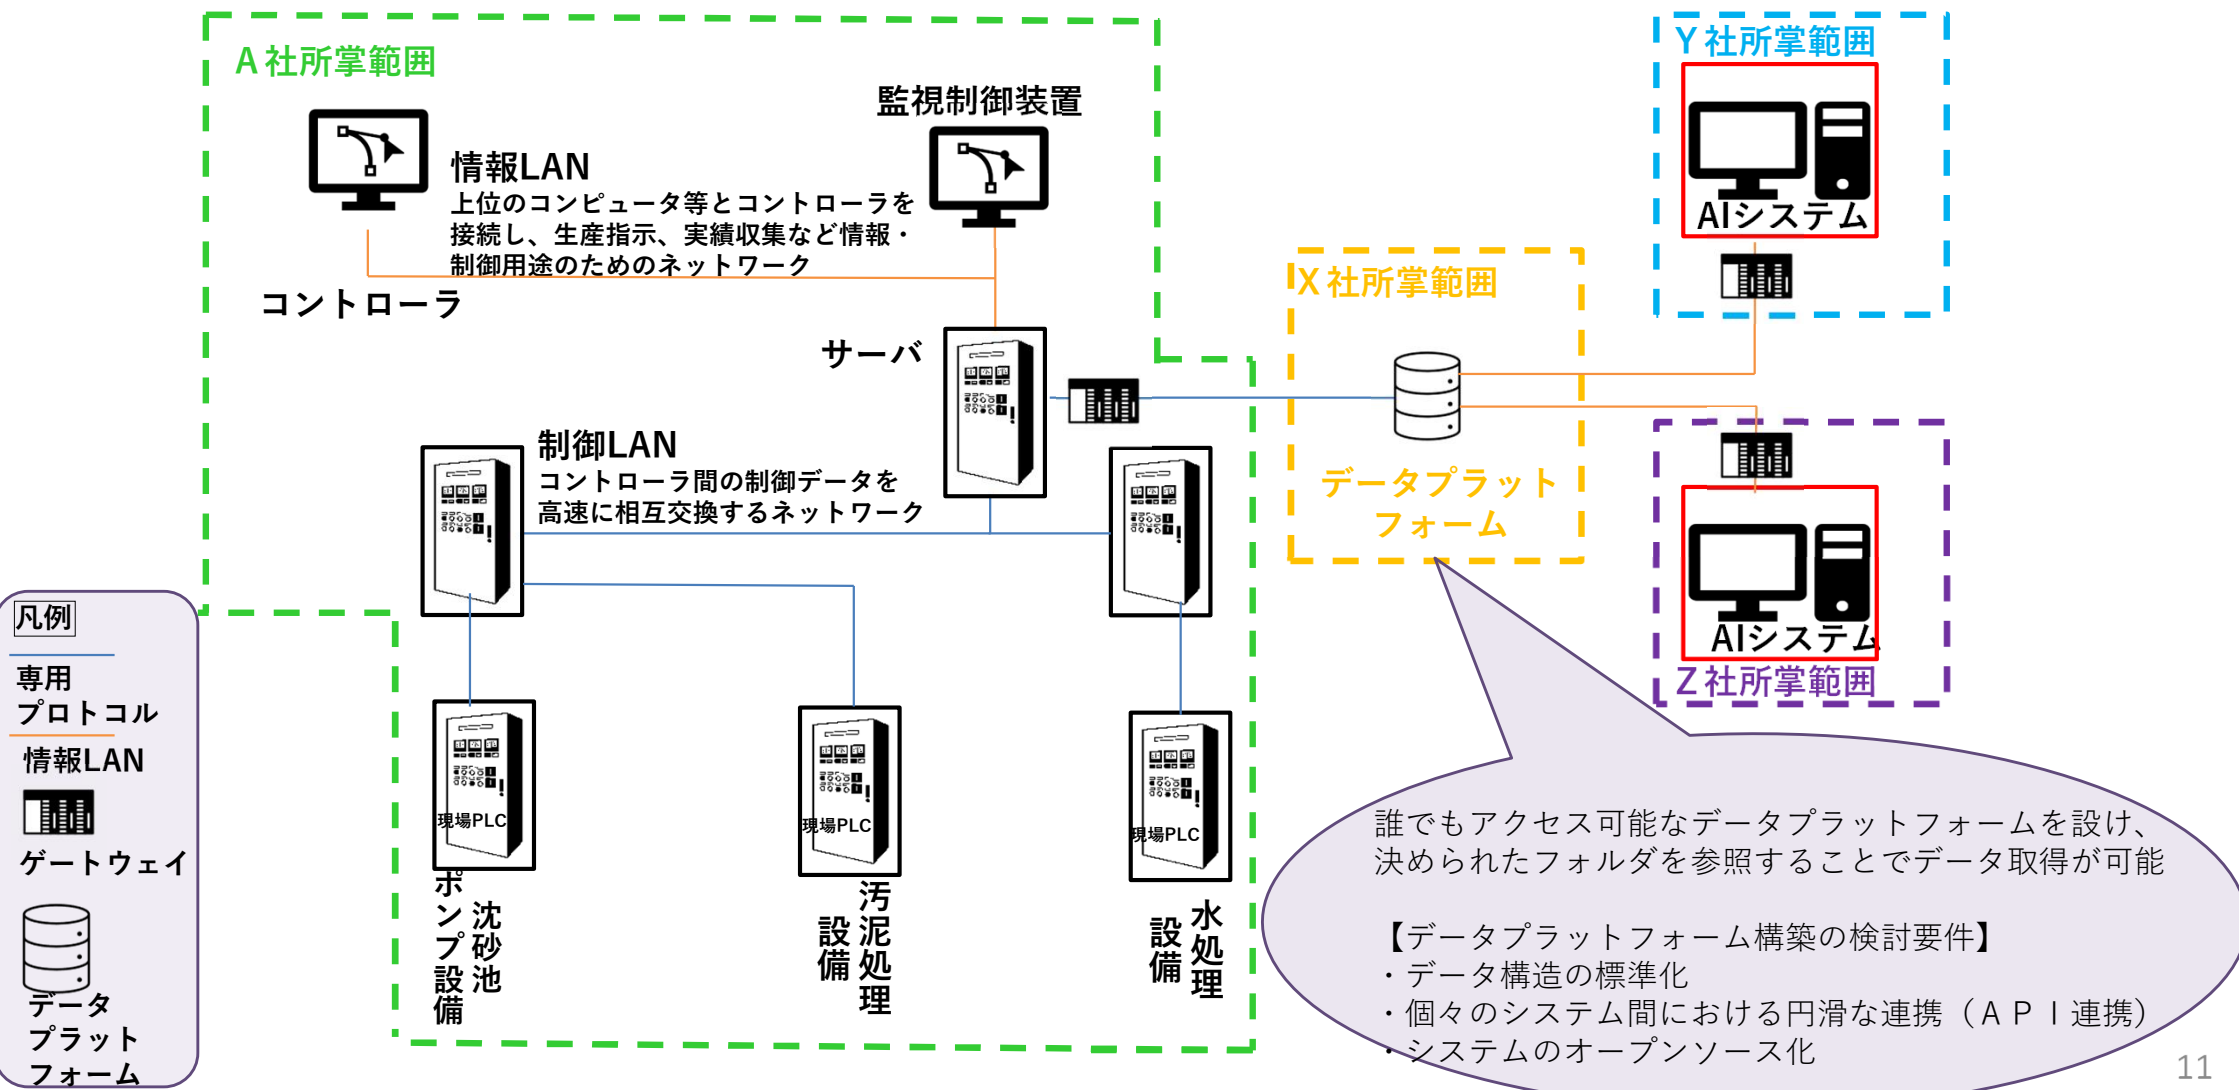 A社所掌範囲
監視制御装置
情報LAN
上位のコンピュータ等とコントローラを
接続し、生産指示、実績収集など情報・
制御用途のためのネットワーク
コントローラ
サーバ
制御LAN
コントローラ間の制御データを
高速に相互交換するネットワーク
現場PLC
沈砂池
ポンプ設備
現場PLC
汚泥処理
設備
現場PLC
水処理
設備
X社所掌範囲
データプラット
フォーム
Y社所掌範囲
AIシステム
AIシステム
Z社所掌範囲
凡例
専用
プロトコル
情報LAN
ゲートウェイ
データ
プラット
フォーム
誰でもアクセス可能なデータプラットフォームを設け、
決められたフォルダを参照することでデータ取得が可能
【データプラットフォーム構築の検討要件】
・データ構造の標準化
・個々のシステム間における円滑な連携（ＡＰＩ連携）
・システムのオープンソース化
11